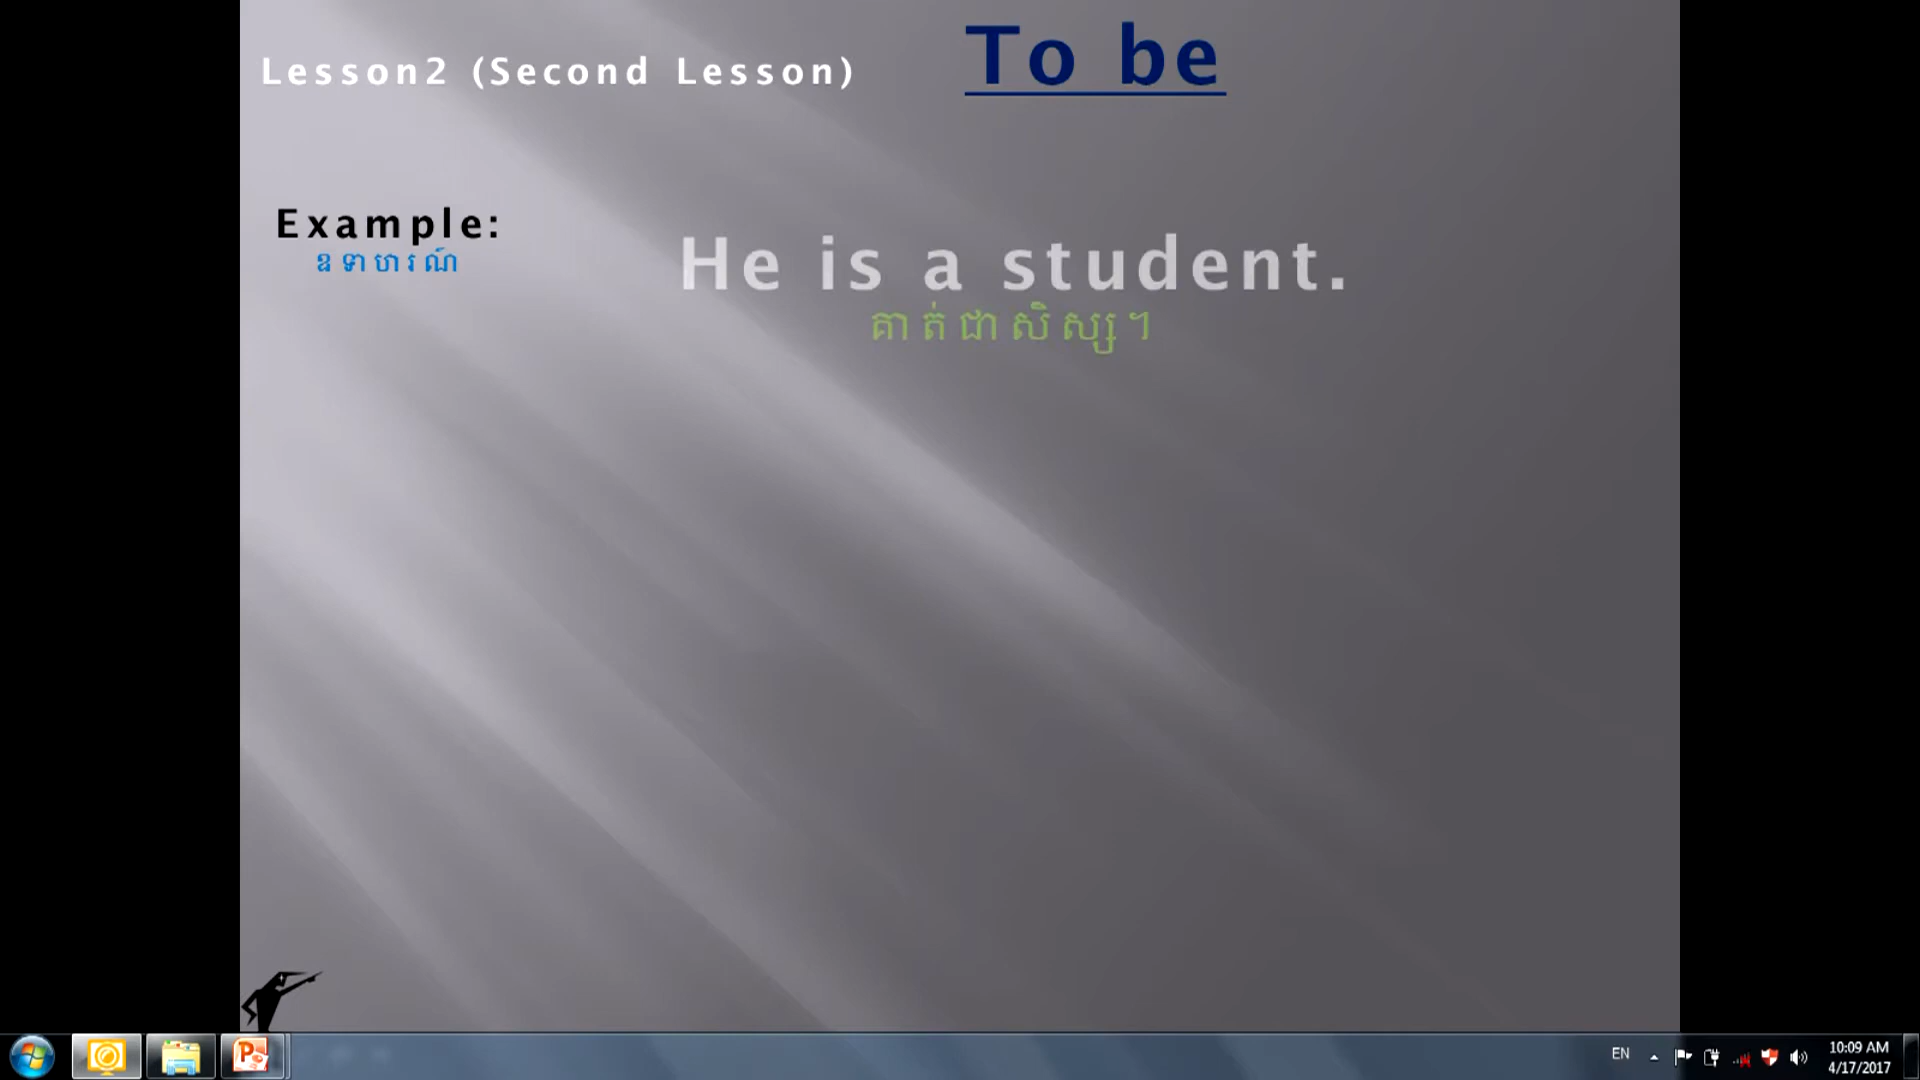 Lesson2 (Second Lesson)
To be
Example:
ឧទាហរណ៍
He is a student.
គាត់ជាសិស្ស។
EN
10:09 AM
4/17/2017